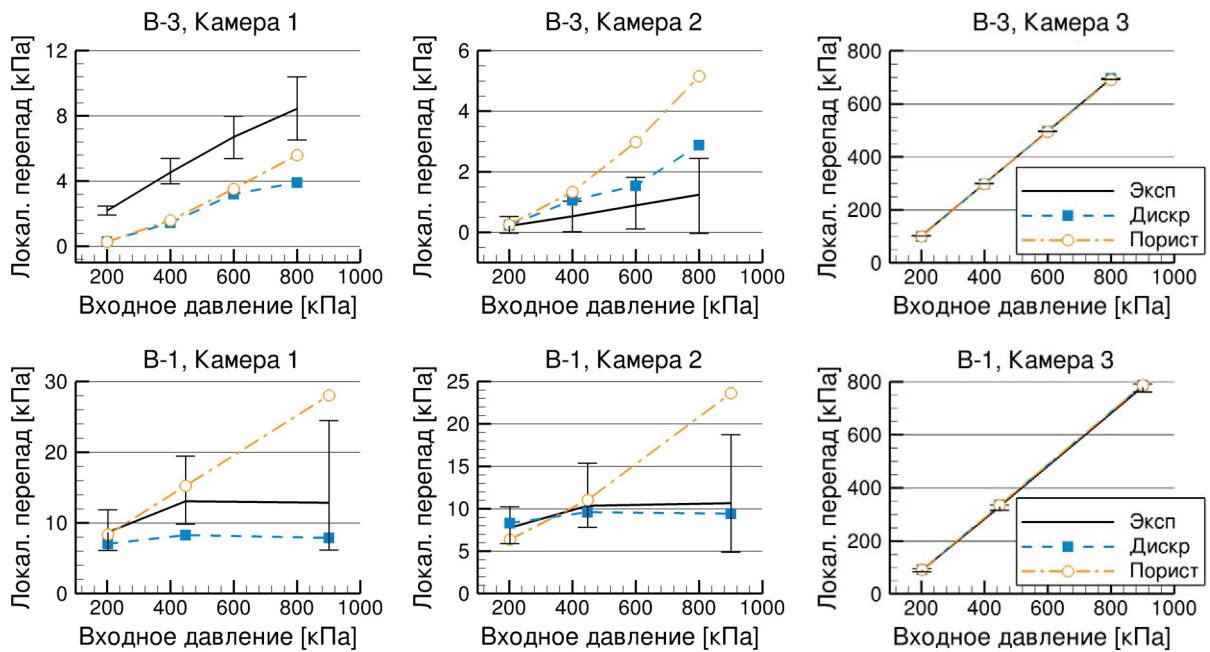 В-3, Камера 1
Локал. перепад [кПа]
12
8
4
0
200 400 600 800 1000
Входное давление [кПа]
В-3, Камера 2
Локал. перепад [кПа]
6
4
2
0
200 400 600 800 1000
Входное давление [кПа]
В-3, Камера 3
Локал. перепад [кПа]
800
600
400
200
0
200 400 600 800 1000
Входное давление [кПа]
Эксп
Дискр
Порист
В-1, Камера 1
Локал. перепад [кПа]
30
20
10
0
200 400 600 800 1000
Входное давление [кПа]
В-1, Камера 2
Локал. перепад [кПа]
25
20
15
10
5
0
200 400 600 800 1000
Входное давление [кПа]
В-1, Камера 3
Локал. перепад [кПа]
800
600
400
200
0
200 400 600 800 1000
Входное давление [кПа]
Эксп
Дискр
Порист